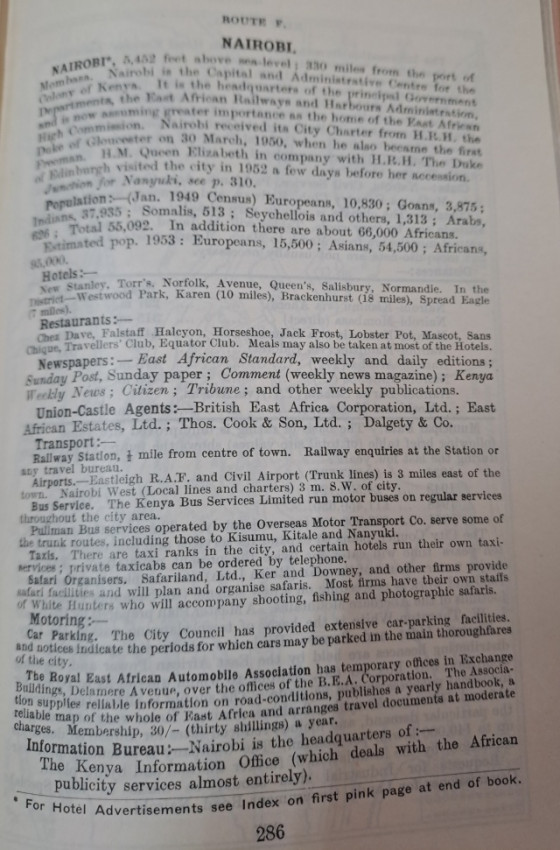 ROUTE F.
NAIROBI.
NAIROBI*, 5,452 feet above sea-level; 330 miles from the port of
Mombasa. Nairobi is the Capital and Administrative Centre for the
Colony of Kenya. It is the headquarters of the principal Government
Departments, the East African Railways and Harbours Administration,
and is now assuming greater importance as the home of the East African
High Commission. Nairobi received its City Charter from H.R.H. the
Duke of Gloucester on 30 March, 1950, when he also became the first
Freeman. H.M. Queen Elizabeth in company with H.R.H. The Duke
of Edinburgh visited the city in 1952 a few days before her accession.
Junction for Nanyuki, see p. 310.
Population:—(Jan. 1949 Census) Europeans, 10,830; Goans, 3,875;
Indians, 37,935; Somalis, 513; Seychellois and others, 1,313; Arabs,
626; Total 55,092. In addition there are about 66,000 Africans.
Estimated pop. 1953: Europeans, 15,500; Asians, 54,500; Africans,
95,000.
Hotels:—
New Stanley, Torr's, Norfolk, Avenue, Queen's, Salisbury, Normandie. In the
District—Westwood Park, Karen (10 miles), Brackenhurst (18 miles), Spread Eagle
(7 miles).
Restaurants:—
Chez Dave, Falstaff Halcyon, Horseshoe, Jack Frost, Lobster Pot, Mascot, Sans
Chique, Travellers' Club, Equator Club. Meals may also be taken at most of the Hotels.
Newspapers:—East African Standard, weekly and daily editions;
Sunday Post, Sunday paper; Comment (weekly news magazine); Kenya
Weekly News; Citizen; Tribune; and other weekly publications.
Union-Castle Agents:—British East Africa Corporation, Ltd.; East
African Estates, Ltd.; Thos. Cook & Son, Ltd.; Dalgety & Co.
Transport:—
Railway Station, mile from centre of town. Railway enquiries at the Station or
any travel bureau.
Airports.—Eastleigh R.A.F. and Civil Airport (Trunk lines) is 3 miles east of the
town. Nairobi West (Local lines and charters) 3 m. S.W. of city.
Bus Service. The Kenya Bus Services Limited run motor buses on regular services
throughout the city area.
Pullman Bus services operated by the Overseas Motor Transport Co. serve some of
the trunk routes, including those to Kisumu, Kitale and Nanyuki.
Taxis. There are taxi ranks in the city, and certain hotels run their own taxi-
services; private taxicabs can be ordered by telephone.
Safari Organisers. Safariland, Ltd., Ker and Downey, and other firms provide
safari facilities and will plan and organise safaris. Most firms have their own staffs
of White Hunters who will accompany shooting, fishing and photographic safaris.
Motoring:—
Car Parking. The City Council has provided extensive car-parking facilities.
and notices indicate the periods for which cars may be parked in the main thoroughfares
of the city.
The Royal East African Automobile Association has temporary offices in Exchange
Buildings, Delamere Avenue, over the offices of the B.E.A. Corporation. The Associa-
tion supplies reliable information on road-conditions, publishes a yearly handbook, a
reliable map of the whole of East Africa and arranges travel documents at moderate
charges. Membership, 30/- (thirty shillings) a year.
Information Bureau:—Nairobi is the headquarters of:—
The Kenya Information Office (which deals with the African
publicity services almost entirely).
* For Hotel Advertisements see Index on first pink page at end of book.
286